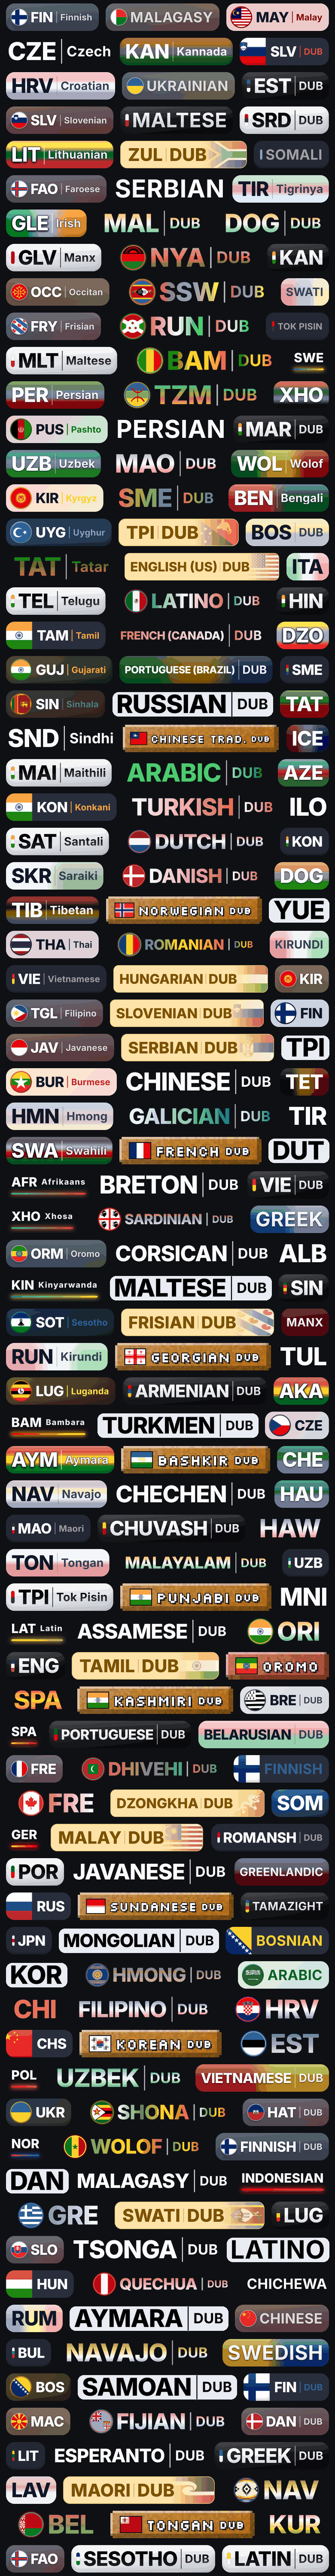 FIN Finnish MALAGASY MAY Malay
CZE Czech KAN Kannada SLV DUB
HRV Croatian UKRAINIAN EST DUB
SLV Slovenian MALTESE SRD DUB
LIT Lithuanian ZUL DUB SOMALI
FAO Faroese SERBIAN TIR Tigrinya
GLE Irish MAL DUB DOG DUB
GLV Manx NYA DUB KAN
OCC Occitan SSW DUB SWATI
FRY Frisian RUN DUB TOK PISIN
MLT Maltese BAM DUB SWE
PER Persian TZM DUB XHO
PUS Pashto PERSIAN MAR DUB
UZB Uzbek MAO DUB WOL Wolof
KIR Kyrgyz SME DUB BEN Bengali
UYG Uyghur TPI DUB BOS DUB
TAT Tatar ENGLISH (US) DUB ITA
TEL Telugu LATINO DUB HIN
TAM Tamil FRENCH (CANADA) DUB DZO
GUJ Gujarati PORTUGUESE (BRAZIL) DUB SME
SIN Sinhala RUSSIAN DUB TAT
SND Sindhi CHINESE TRAD. DUB ICE
MAI Maithili ARABIC DUB AZE
KON Konkani TURKISH DUB ILO
SAT Santali DUTCH DUB KON
SKR Saraiki DANISH DUB DOG
TIB Tibetan NORWEGIAN DUB YUE
THA Thai ROMANIAN DUB KIRUNDI
VIE Vietnamese HUNGARIAN DUB KIR
TGL Filipino SLOVENIAN DUB FIN
JAV Javanese SERBIAN DUB TPI
BUR Burmese CHINESE DUB TET
HMN Hmong GALICIAN DUB TIR
SWA Swahili FRENCH DUB DUT
AFR Afrikaans BRETON DUB VIE DUB
XHO Xhosa SARDINIAN DUB GREEK
ORM Oromo CORSICAN DUB ALB
KIN Kinyarwanda MALTESE DUB SIN
SOT Sesotho FRISIAN DUB MANX
RUN Kirundi GEORGIAN DUB TUL
LUG Luganda ARMENIAN DUB AKA
BAM Bambara TURKMEN DUB CZE
AYM Aymara BASHKIR DUB CHE
NAV Navajo CHECHEN DUB HAU
MAO Maori CHUVASH DUB HAW
TON Tongan MALAYALAM DUB UZB
TPI Tok Pisin PUNJABI DUB MNI
LAT Latin ASSAMESE DUB ORI
ENG TAMIL DUB OROMO
SPA KASHMIRI DUB BRE DUB
SPA PORTUGUESE DUB BELARUSIAN DUB
FRE DHIVEHI DUB FINNISH
FRE DZONGKHA DUB SOM
GER MALAY DUB ROMANSH DUB
POR JAVANESE DUB GREENLANDIC
RUS SUNDANESE DUB TAMAZIGHT
JPN MONGOLIAN DUB BOSNIAN
KOR HMONG DUB ARABIC
CHI FILIPINO DUB HRV
CHS KOREAN DUB EST
POL UZBEK DUB VIETNAMESE DUB
UKR SHONA DUB HAT DUB
NOR WOLOF DUB FINNISH DUB
DAN MALAGASY DUB INDONESIAN
GRE SWATI DUB LUG
SLO TSONGA DUB LATINO
HUN QUECHUA DUB CHICHEWA
RUM AYMARA DUB CHINESE
BUL NAVAJO DUB SWEDISH
BOS SAMOAN DUB FIN DUB
MAC FIJIAN DUB DAN DUB
LIT ESPERANTO DUB GREEK DUB
LAV MAORI DUB NAV
BEL TONGAN DUB KUR
FAO SESOTHO DUB LATIN DUB